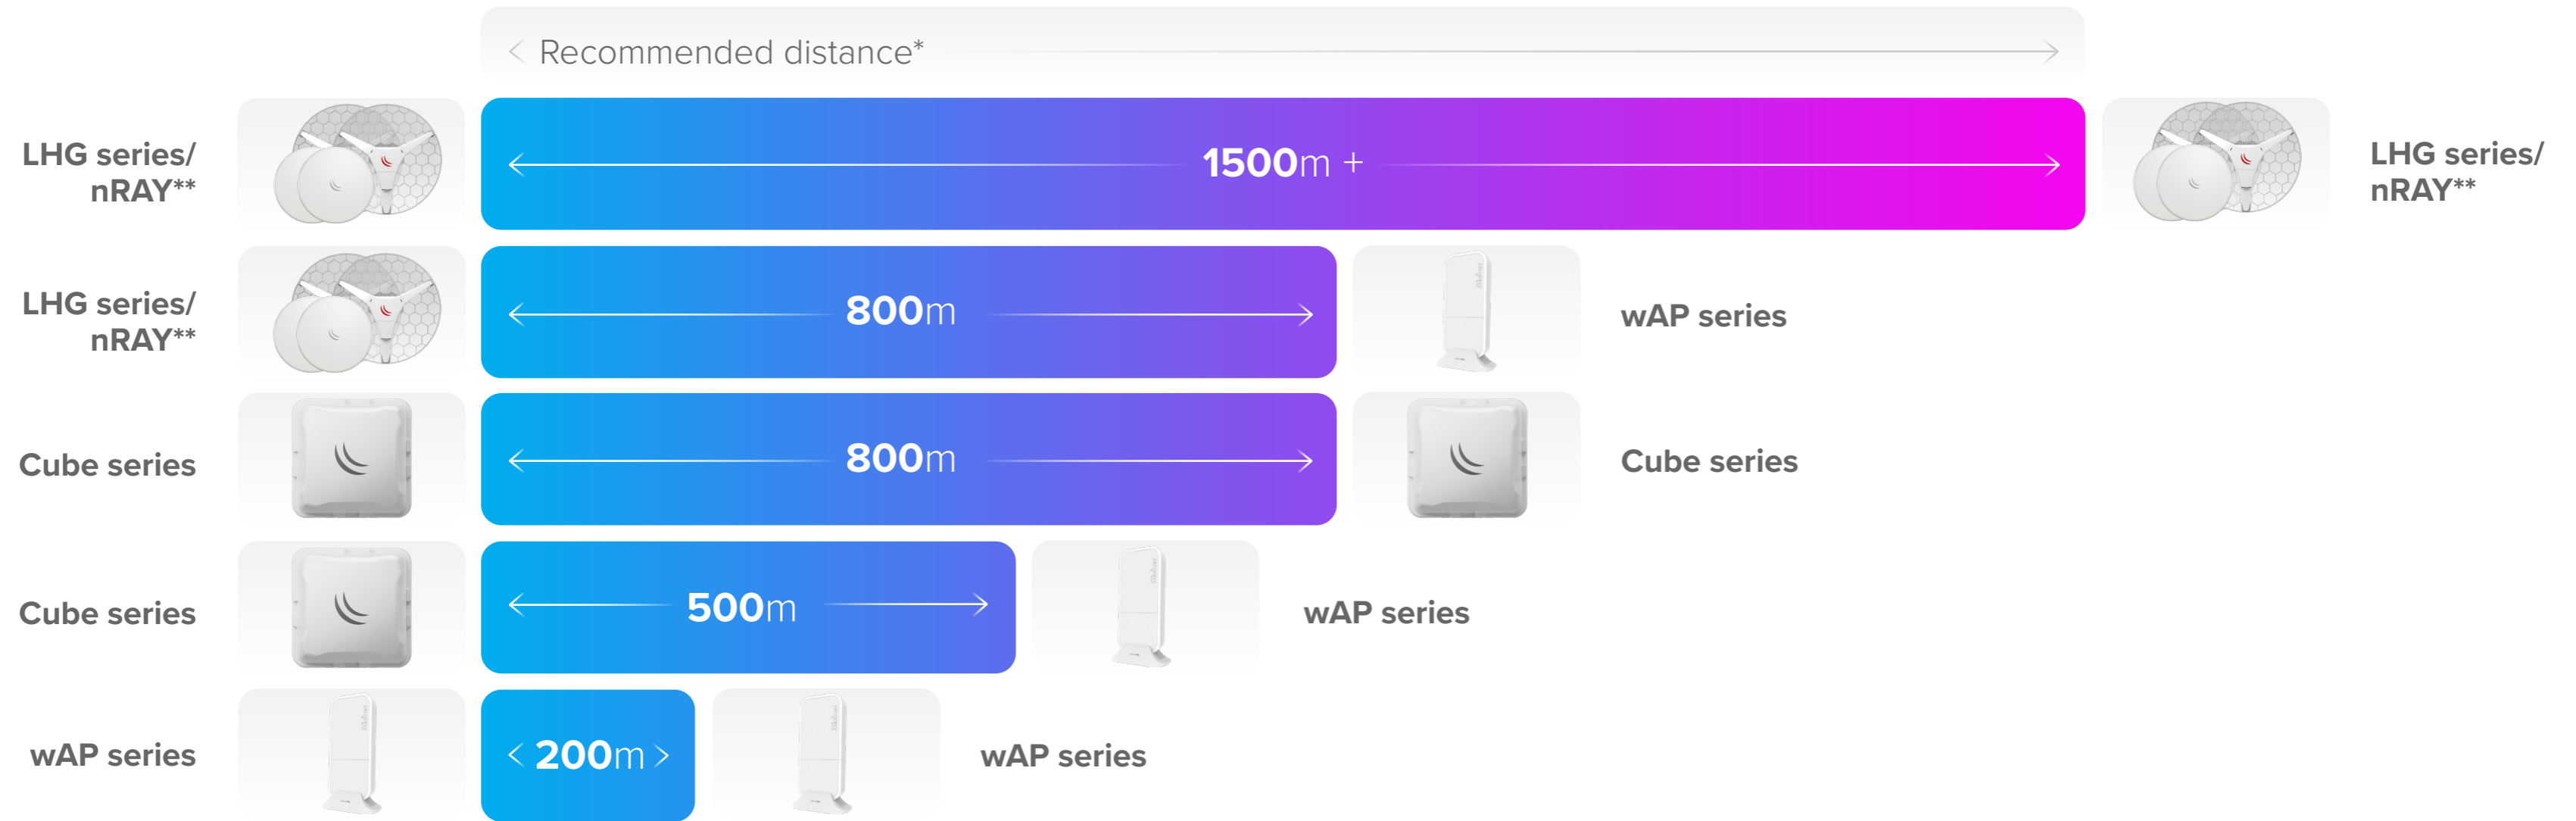 Recommended distance*
LHG series/
nRAY**
1500m +
LHG series/
nRAY**
LHG series/
nRAY**
800m
wAP series
Cube series
800m
Cube series
Cube series
500m
wAP series
wAP series
200m
wAP series